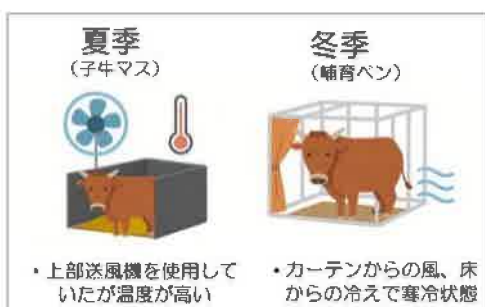 夏季
(子牛マス)
・上部送風機を使用して
いたが温度が高い
冬季
(哺育ペン)
・カーテンからの風、床
からの冷えで寒冷状態